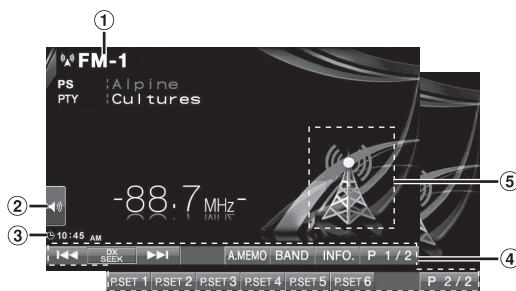 ①
FM-1
PS Alpine
PTY Cultures
⑤
88.7 MHz
②
③ 10:45 AM
DX SEEK A.MEMO BAND INFO. P 1/2 ④
P.SET 1 P.SET 2 P.SET 3 P.SET 4 P.SET 5 P.SET 6 P 2/2